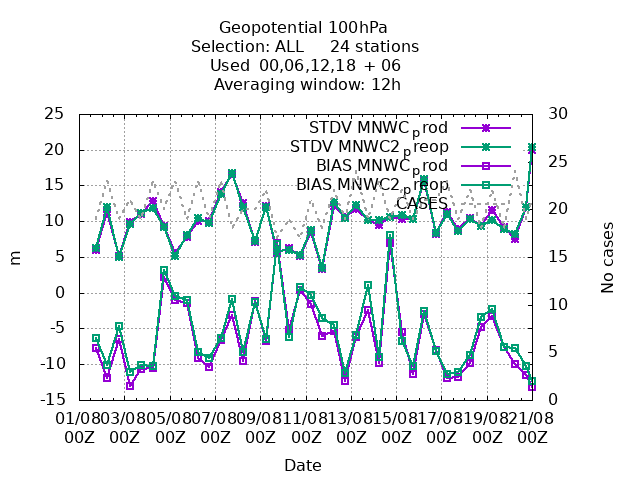 Geopotential 100hPa
Selection: ALL 24 stations
Used 00,06,12,18 + 06
Averaging window: 12h
STDV MNWC_prod
STDV MNWC2_preop
BIAS MNWC_prod
BIAS MNWC2_preop
CASES
25
20
15
10
5
0
-5
-10
-15
m
30
25
20
15
10
5
0
No cases
01/08 03/08 05/08 07/08 09/08 11/08 13/08 15/08 17/08 19/08 21/08
00Z 00Z 00Z 00Z 00Z 00Z 00Z 00Z 00Z 00Z 00Z
Date